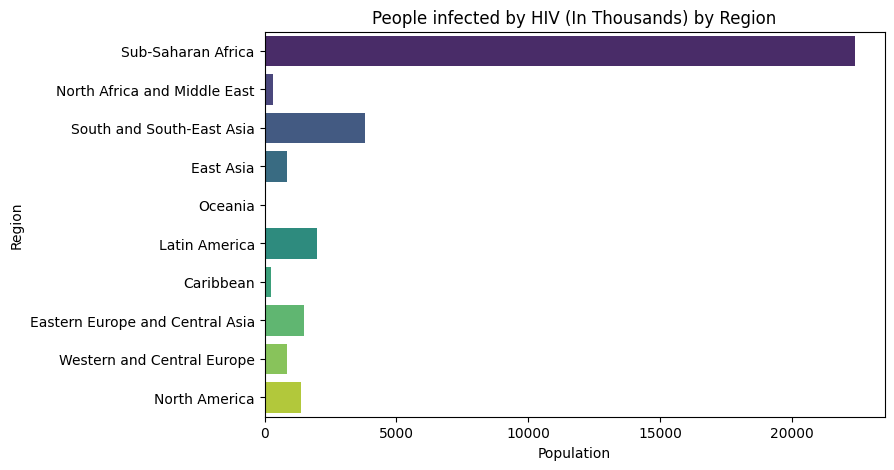 People infected by HIV (In Thousands) by Region
Region
Sub-Saharan Africa
North Africa and Middle East
South and South-East Asia
East Asia
Oceania
Latin America
Caribbean
Eastern Europe and Central Asia
Western and Central Europe
North America
0 5000 10000 15000 20000
Population